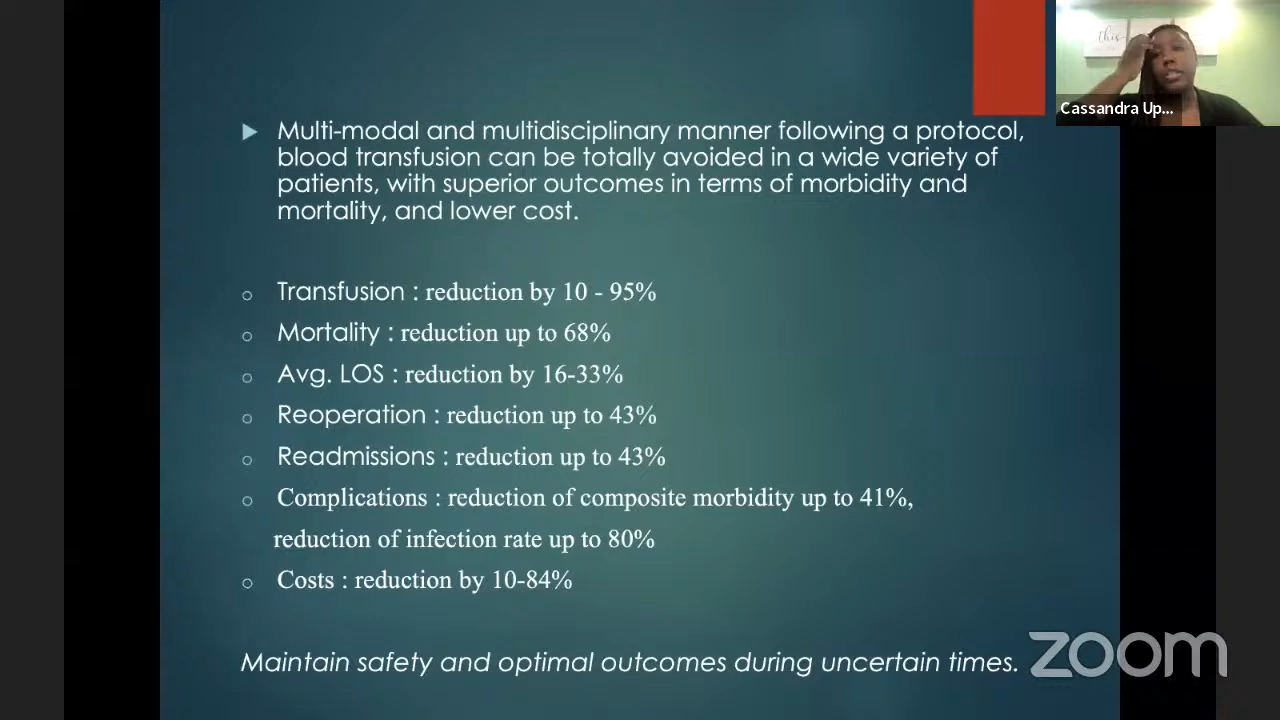 this
Cassandra Up...
Multi-modal and multidisciplinary manner following a protocol,
blood transfusion can be totally avoided in a wide variety of
patients, with superior outcomes in terms of morbidity and
mortality, and lower cost.
Transfusion : reduction by 10 - 95%
Mortality : reduction up to 68%
Avg. LOS : reduction by 16-33%
Reoperation : reduction up to 43%
Readmissions : reduction up to 43%
Complications : reduction of composite morbidity up to 41%,
reduction of infection rate up to 80%
Costs : reduction by 10-84%
Maintain safety and optimal outcomes during uncertain times.
zoom